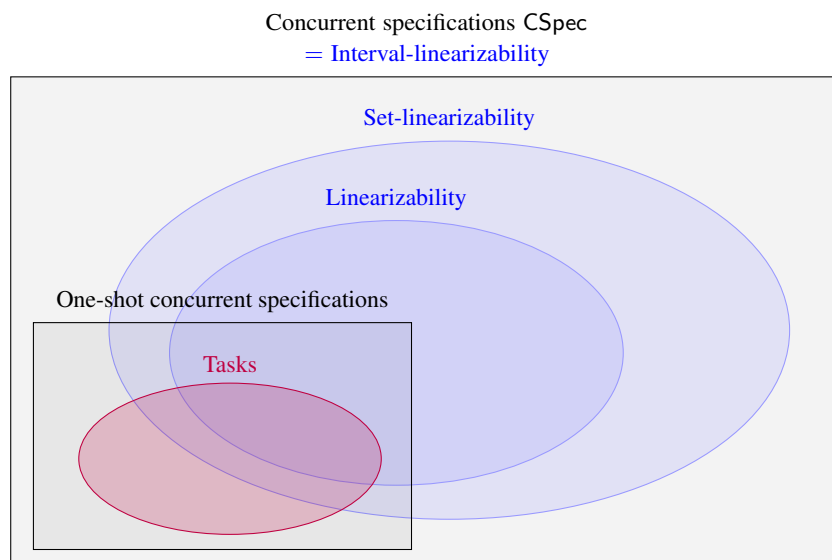 Concurrent specifications CSpec
= Interval-linearizability
Set-linearizability
Linearizability
One-shot concurrent specifications
Tasks